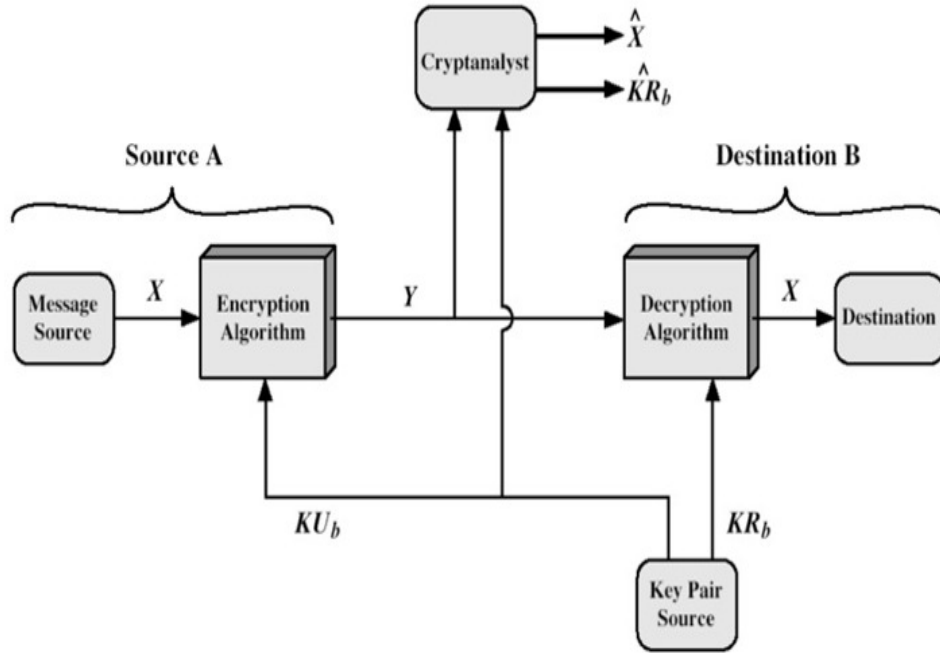 Cryptanalyst
X̂
K̂R_b
Source A
Destination B
Message
Source
X
Encryption
Algorithm
Y
Decryption
Algorithm
X
Destination
KU_b
KR_b
Key Pair
Source